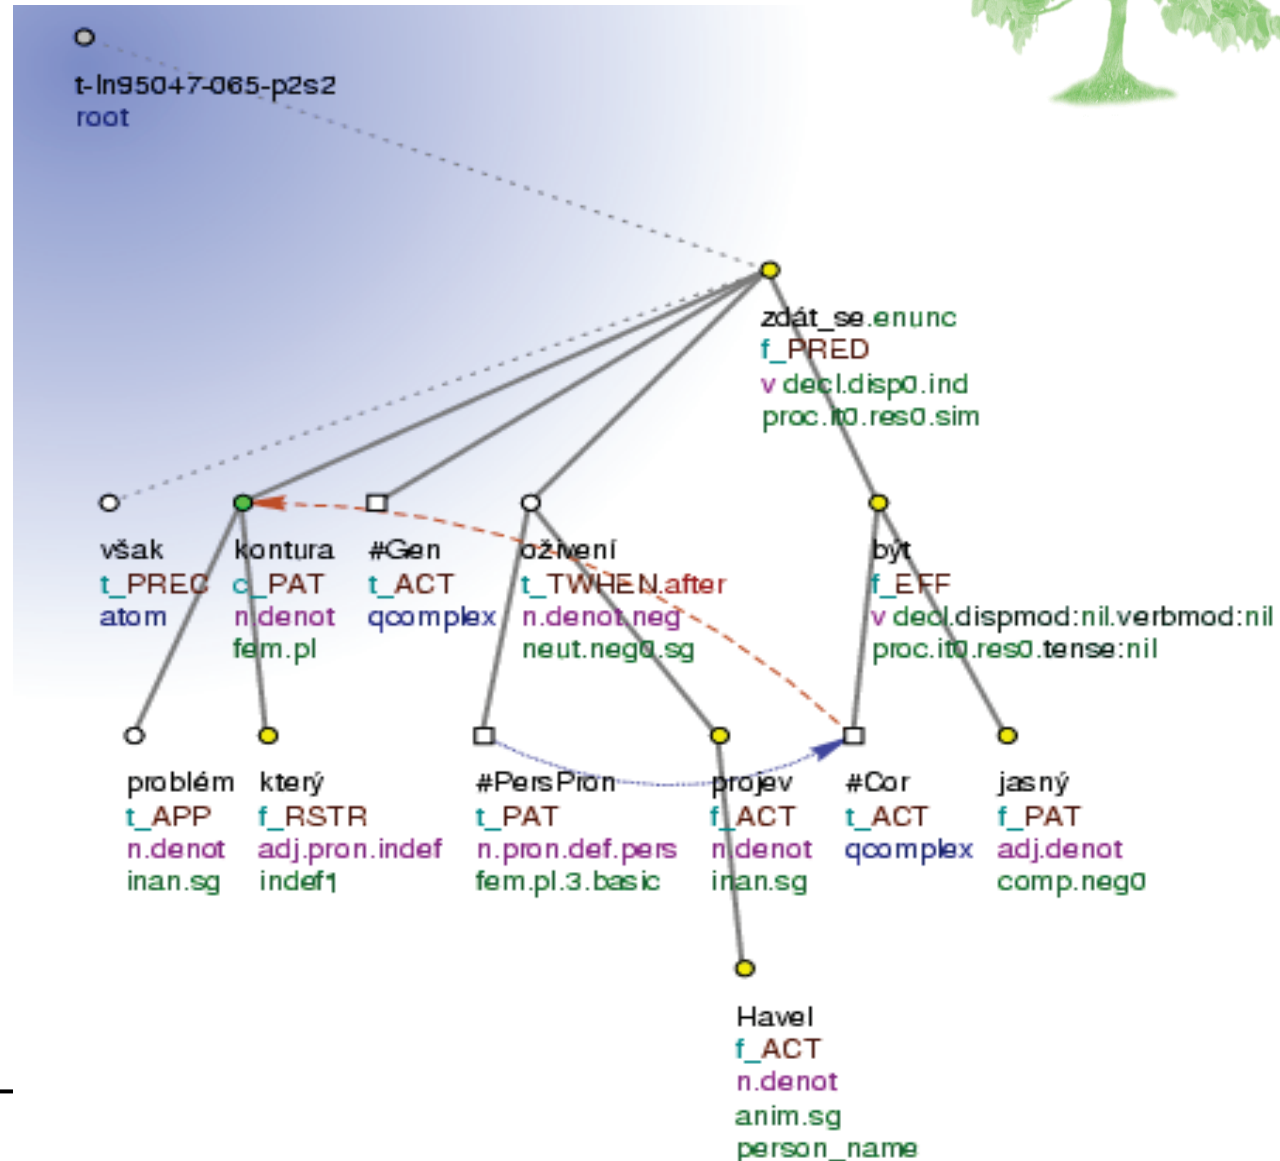 t-ln95047-065-p2s2
root
zdát_se.enunc
f_PRED
v decl.disp0.ind
proc.it0.res0.sim
však
t_PREC
atom
kontura
c_PAT
n.denot
fem.pl
#Gen
t_ACT
qcomplex
oživení
t_TWHEN.after
n.denot.neg
neut.neg0.sg
být
f_EFF
v decl.dispmod:nil.verbmod:nil
proc.it0.res0.tense:nil
problém
t_APP
n.denot
inan.sg
který
f_RSTR
adj.pron.indef
indef1
#PersPron
t_PAT
n.pron.def.pers
fem.pl.3.basic
projev
f_ACT
n.denot
inan.sg
#Cor
t_ACT
qcomplex
jasný
f_PAT
adj.denot
comp.neg0
Havel
f_ACT
n.denot
anim.sg
person_name